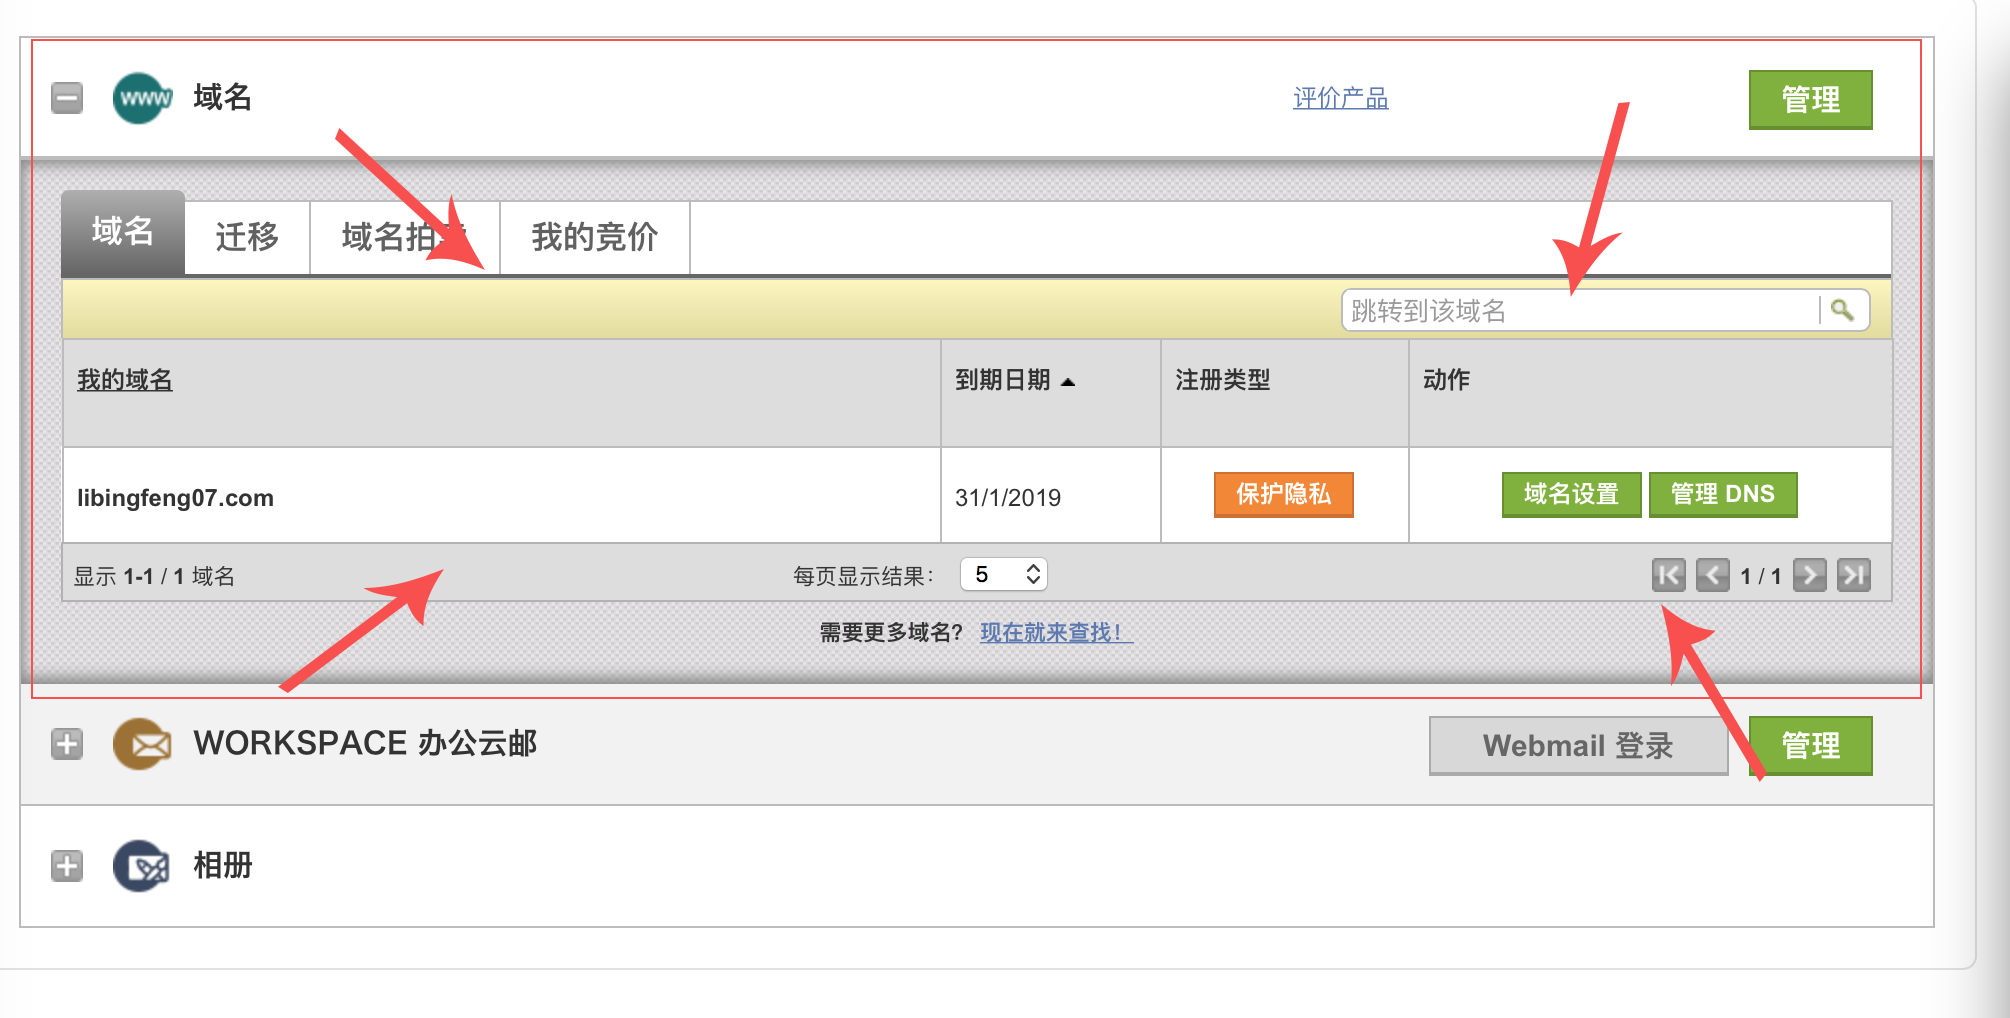 www 域名 评价产品 管理
域名 迁移 域名拍 我的竞价
跳转到该域名
我的域名 到期日期 注册类型 动作
libingfeng07.com 31/1/2019 保护隐私 域名设置 管理 DNS
显示 1-1 / 1 域名 每页显示结果: 5 1 / 1
需要更多域名? 现在就来查找!
WORKSPACE 办公云邮 Webmail 登录 管理
相册